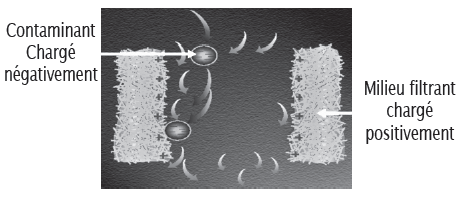 Contaminant
Chargé
négativement
Milieu filtrant
chargé
positivement